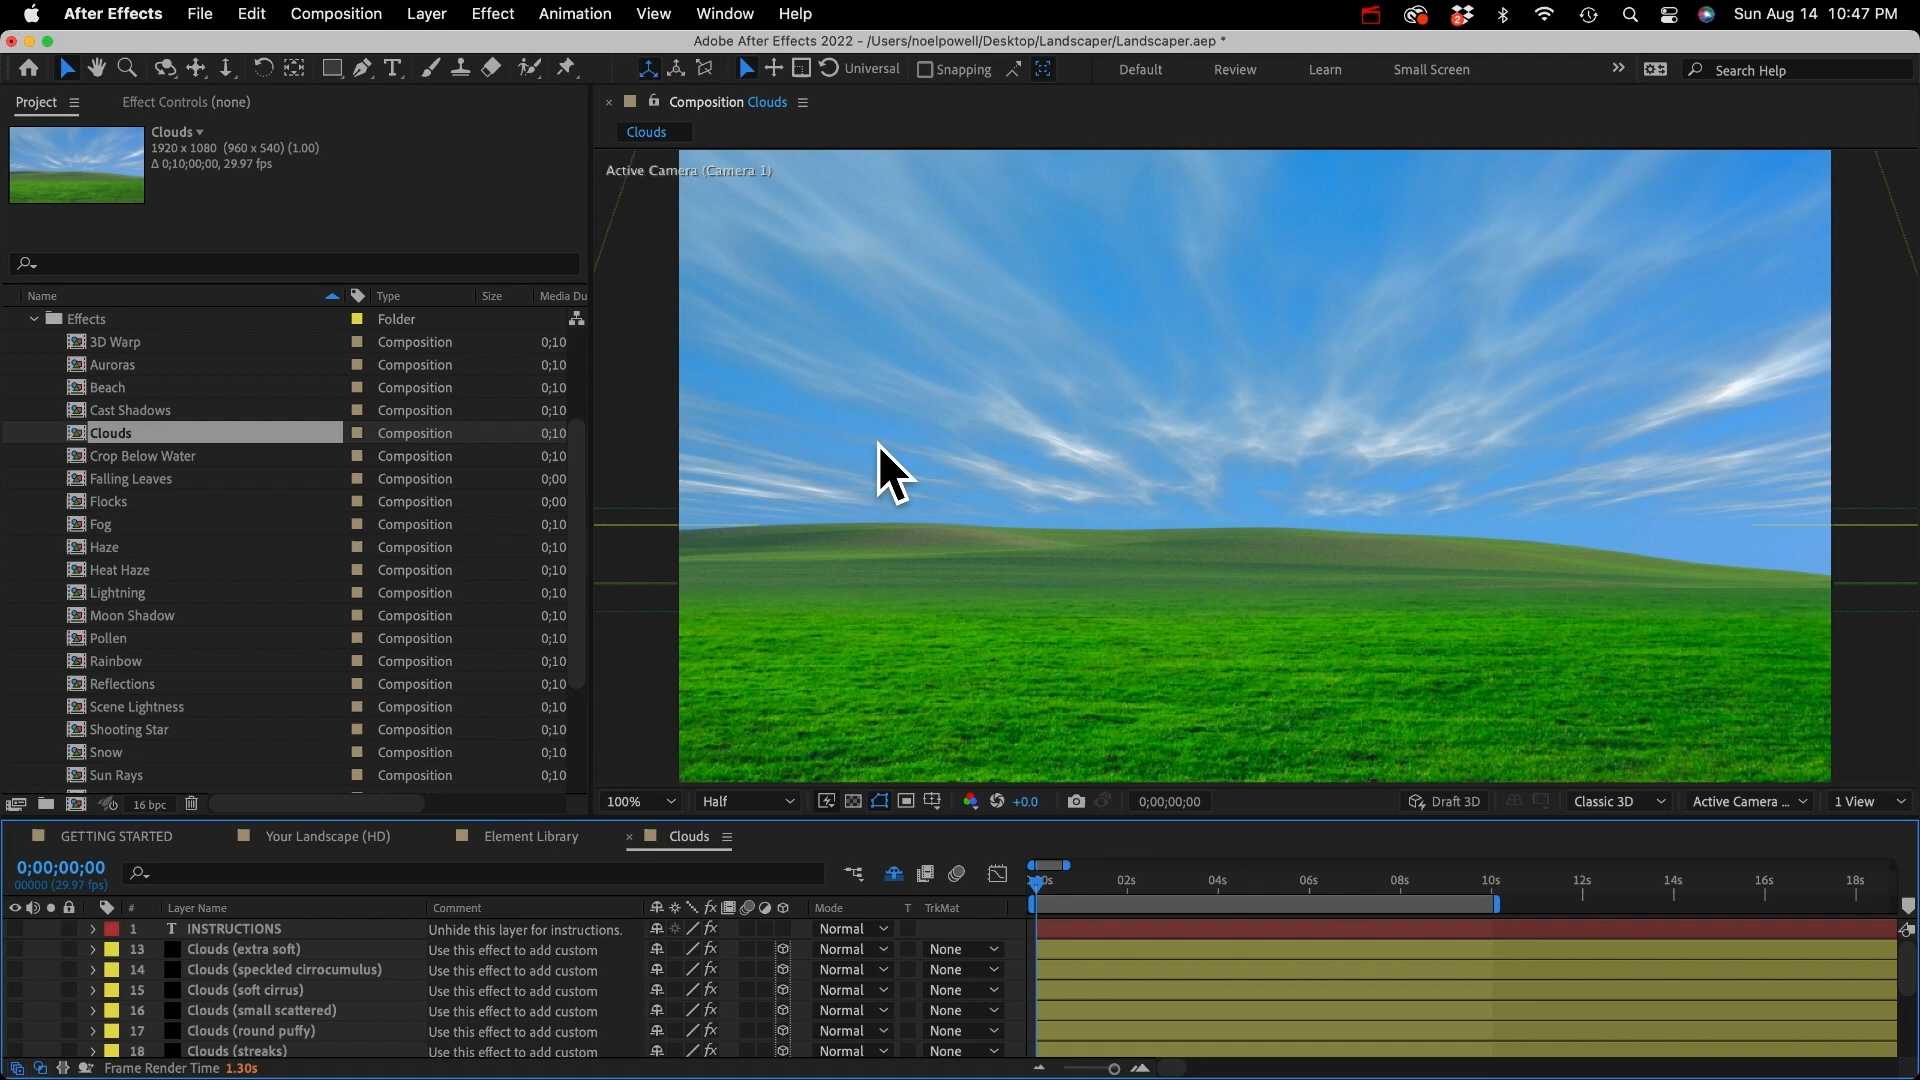 After Effects File Edit Composition Layer Effect Animation View Window Help 2 Sun Aug 14 10:47 PM
Adobe After Effects 2022 - /Users/noelpowell/Desktop/Landscaper/Landscaper.aep *
Universal Snapping Default Review Learn Small Screen Search Help
Project Effect Controls (none)
Composition Clouds
Clouds
1920 x 1080 (960 x 540) (1.00)
Δ 0;10;00;00, 29.97 fps
Clouds
Active Camera (Camera 1)
Name Type Size Media Du
Effects Folder
3D Warp Composition 0;10
Auroras Composition 0;10
Beach Composition 0;10
Cast Shadows Composition 0;10
Clouds Composition 0;10
Crop Below Water Composition 0;10
Falling Leaves Composition 0;00
Flocks Composition 0;00
Fog Composition 0;10
Haze Composition 0;10
Heat Haze Composition 0;10
Lightning Composition 0;10
Moon Shadow Composition 0;10
Pollen Composition 0;10
Rainbow Composition 0;10
Reflections Composition 0;10
Scene Lightness Composition 0;10
Shooting Star Composition 0;10
Snow Composition 0;10
Sun Rays Composition 0;10
16 bpc
100% Half +0.0 0;00;00;00 Draft 3D Classic 3D Active Camera ... 1 View
GETTING STARTED Your Landscape (HD) Element Library Clouds
0;00;00;00
00000 (29.97 fps)
02s 04s 06s 08s 10s 12s 14s 16s 18s
# Layer Name Comment fx Mode T TrkMat
1 T INSTRUCTIONS Unhide this layer for instructions. fx Normal
13 Clouds (extra soft) Use this effect to add custom fx Normal None
14 Clouds (speckled cirrocumulus) Use this effect to add custom fx Normal None
15 Clouds (soft cirrus) Use this effect to add custom fx Normal None
16 Clouds (small scattered) Use this effect to add custom fx Normal None
17 Clouds (round puffy) Use this effect to add custom fx Normal None
18 Clouds (streaks) Use this effect to add custom fx Normal None
Frame Render Time 1.30s